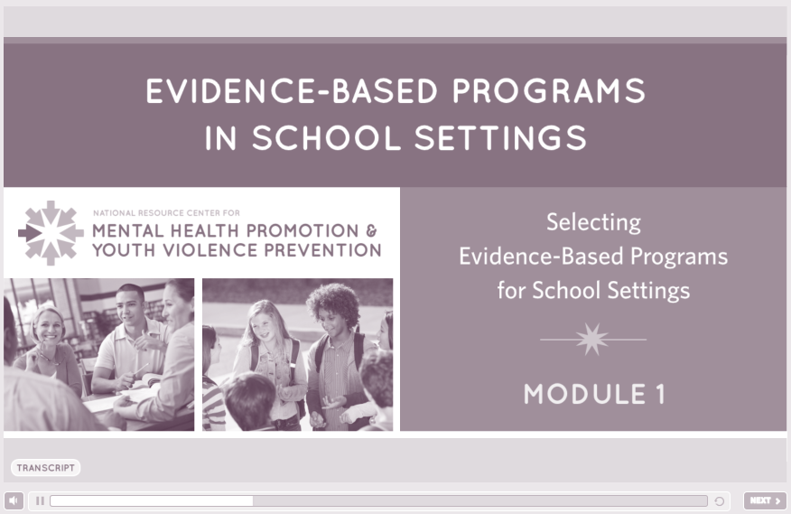 EVIDENCE-BASED PROGRAMS
IN SCHOOL SETTINGS
NATIONAL RESOURCE CENTER FOR
MENTAL HEALTH PROMOTION &
YOUTH VIOLENCE PREVENTION
Selecting
Evidence-Based Programs
for School Settings
MODULE 1
TRANSCRIPT
NEXT